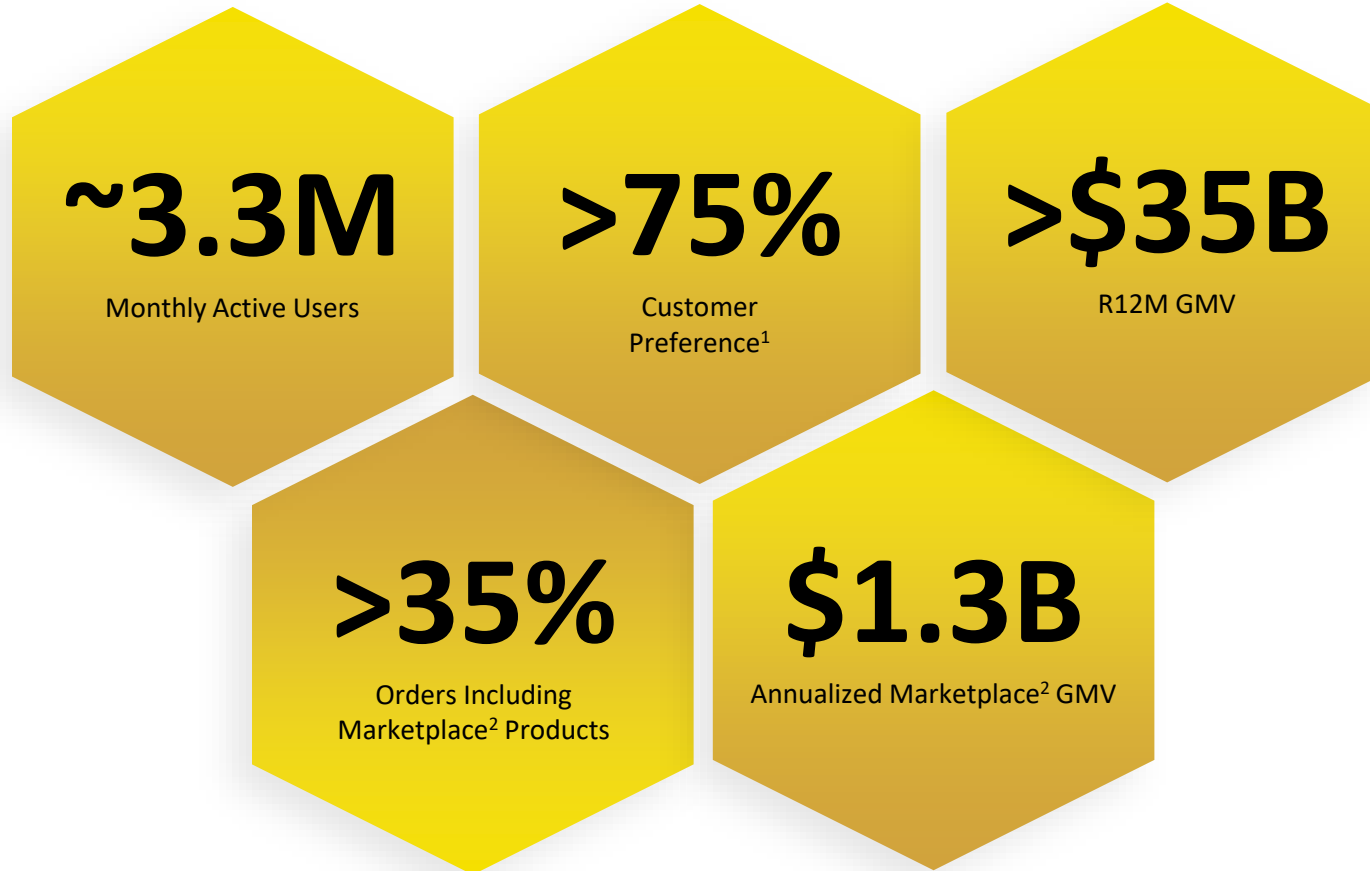 ~3.3M
Monthly Active Users
>75%
Customer
Preference¹
>$35B
R12M GMV
>35%
Orders Including
Marketplace² Products
$1.3B
Annualized Marketplace² GMV